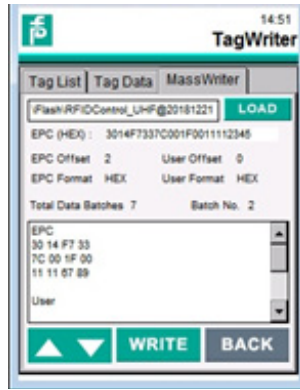 14:51
TagWriter
Tag List Tag Data MassWriter
\Flash\RFIDControl_UHF@20181221 LOAD
EPC (HEX) : 3014F7337C001F0011112345
EPC Offset 2 User Offset 0
EPC Format HEX User Format HEX
Total Data Batches 7 Batch No. 2
EPC
30 14 F7 33
7C 00 1F 00
11 11 67 89
User
WRITE BACK